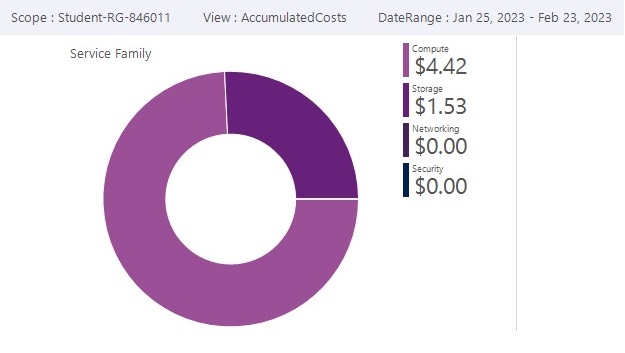 Scope : Student-RG-846011 View : AccumulatedCosts DateRange : Jan 25, 2023 - Feb 23, 2023
Service Family
Compute
$4.42
Storage
$1.53
Networking
$0.00
Security
$0.00